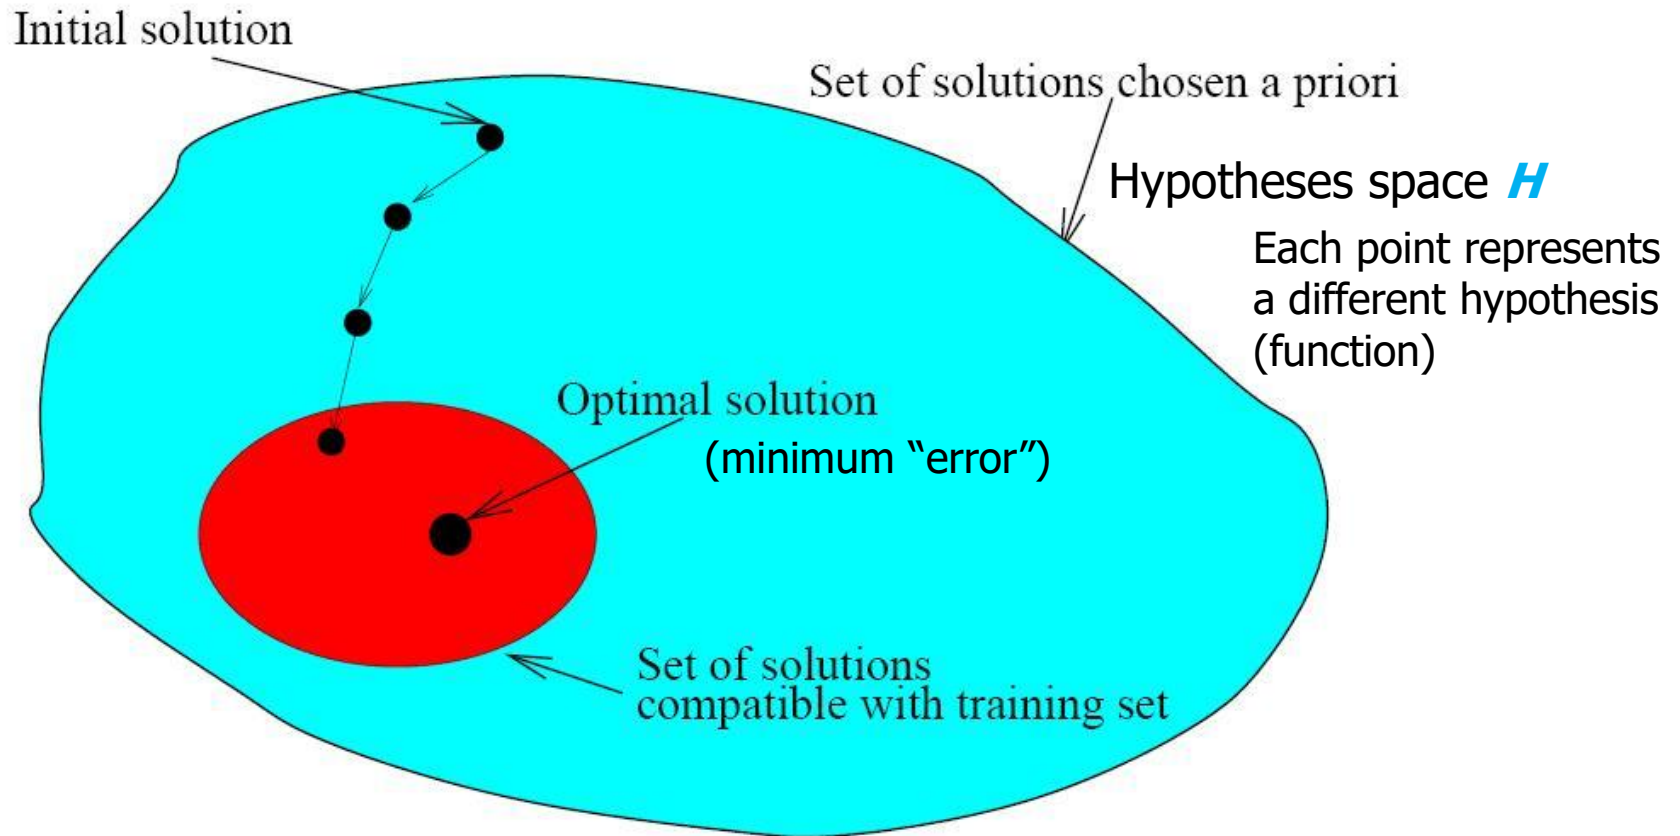 Initial solution
Set of solutions chosen a priori
Hypotheses space H
Each point represents
a different hypothesis
(function)
Optimal solution
(minimum “error”)
Set of solutions
compatible with training set